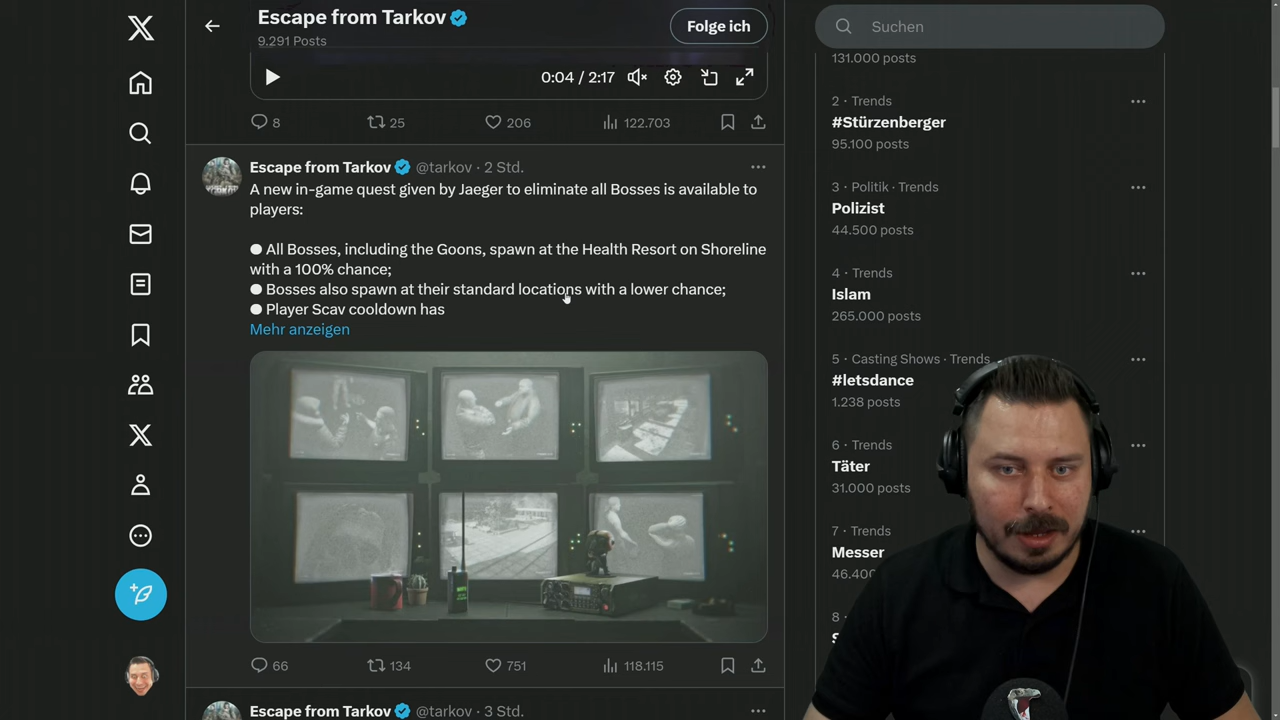 Escape from Tarkov
9.291 Posts
Folge ich
Suchen
0:04 / 2:17
131.000 posts
8
25
206
122.703
2 · Trends
#Stürzenberger
95.100 posts
Escape from Tarkov @tarkov · 2 Std.
A new in-game quest given by Jaeger to eliminate all Bosses is available to
players:
● All Bosses, including the Goons, spawn at the Health Resort on Shoreline
with a 100% chance;
● Bosses also spawn at their standard locations with a lower chance;
● Player Scav cooldown has
Mehr anzeigen
3 · Politik · Trends
Polizist
44.500 posts
4 · Trends
Islam
265.000 posts
5 · Casting Shows · Trends
#letsdance
1.238 posts
6 · Trends
Täter
31.000 posts
7 · Trends
Messer
46.400
8
66
134
751
118.115
Escape from Tarkov @tarkov · 3 Std.